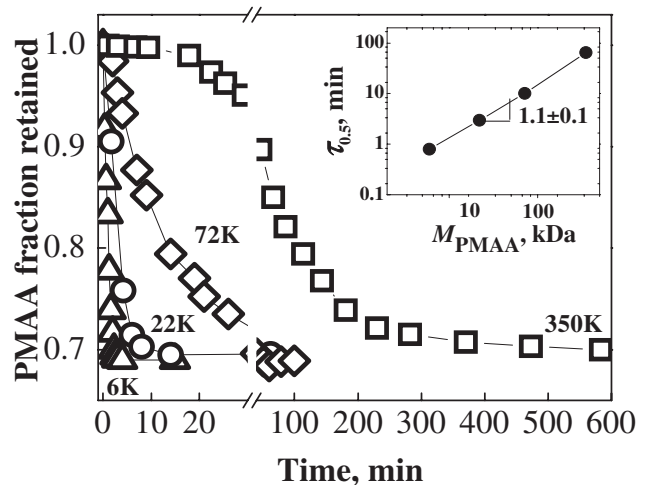 PMAA fraction retained
1.0
0.9
0.8
0.7
0 10 20 100 200 300 400 500 600
Time, min
6K
22K
72K
350K
τ0.5, min
100
10
1
0.1
1.1±0.1
10 100
MPMAA, kDa